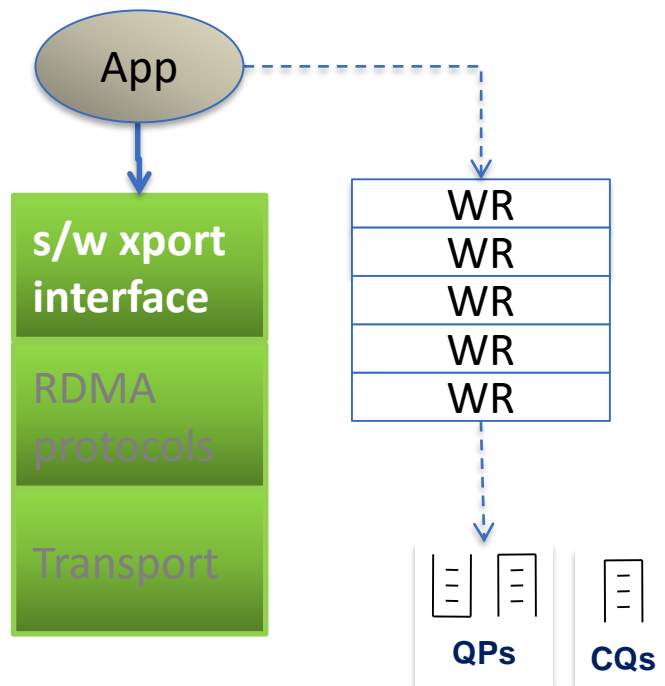 App
s/w xport
interface
RDMA
protocols
Transport
WR
WR
WR
WR
WR
QPs
CQs